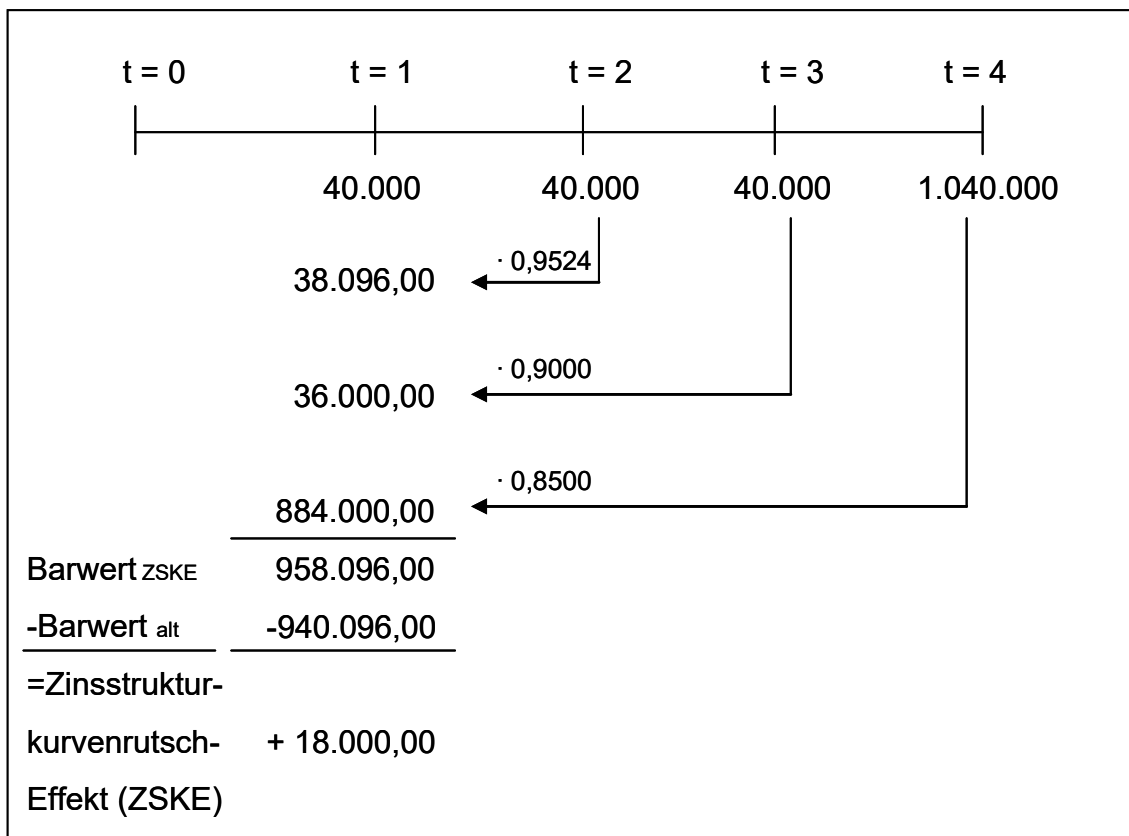 t = 0 t = 1 t = 2 t = 3 t = 4
40.000 40.000 40.000 1.040.000
38.096,00 · 0,9524
36.000,00 · 0,9000
884.000,00 · 0,8500
Barwert ZSKE 958.096,00
-Barwert alt -940.096,00
=Zinsstruktur-
kurvenrutsch- + 18.000,00
Effekt (ZSKE)